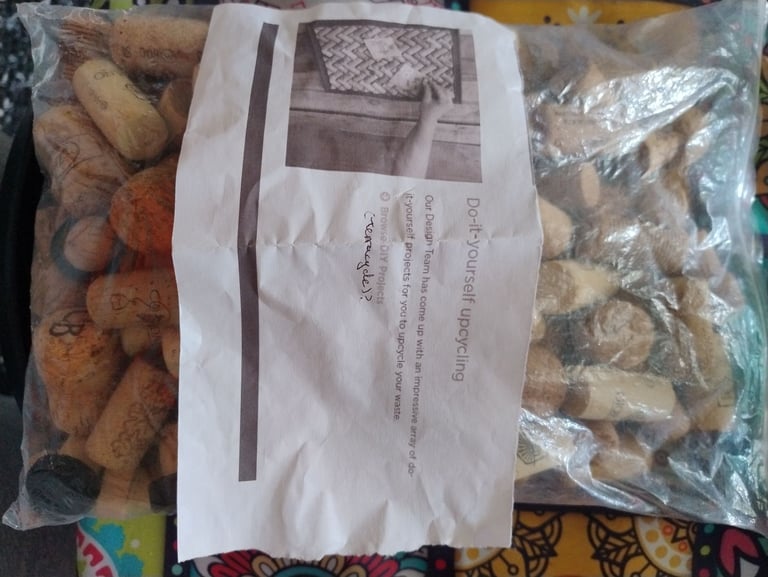 Do-it-yourself upcycling
Our Design Team has come up with an impressive array of do-
it-yourself projects for you to upcycle your waste.
Browse DIY Projects
(Terracycle)?